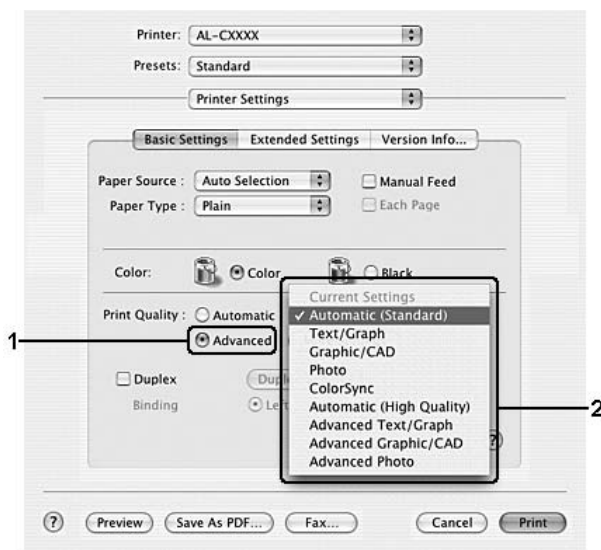 Printer: AL-CXXXX
Presets: Standard
Printer Settings
Basic Settings Extended Settings Version Info...
Paper Source : Auto Selection Manual Feed
Paper Type : Plain Each Page
Color: Color Black
Print Quality : Automatic
1 Advanced
Current Settings
✓ Automatic (Standard)
Text/Graph
Graphic/CAD
Photo
ColorSync
Automatic (High Quality)
Advanced Text/Graph
Advanced Graphic/CAD
Advanced Photo
2
Duplex
Binding
?
? Preview Save As PDF... Fax... Cancel Print